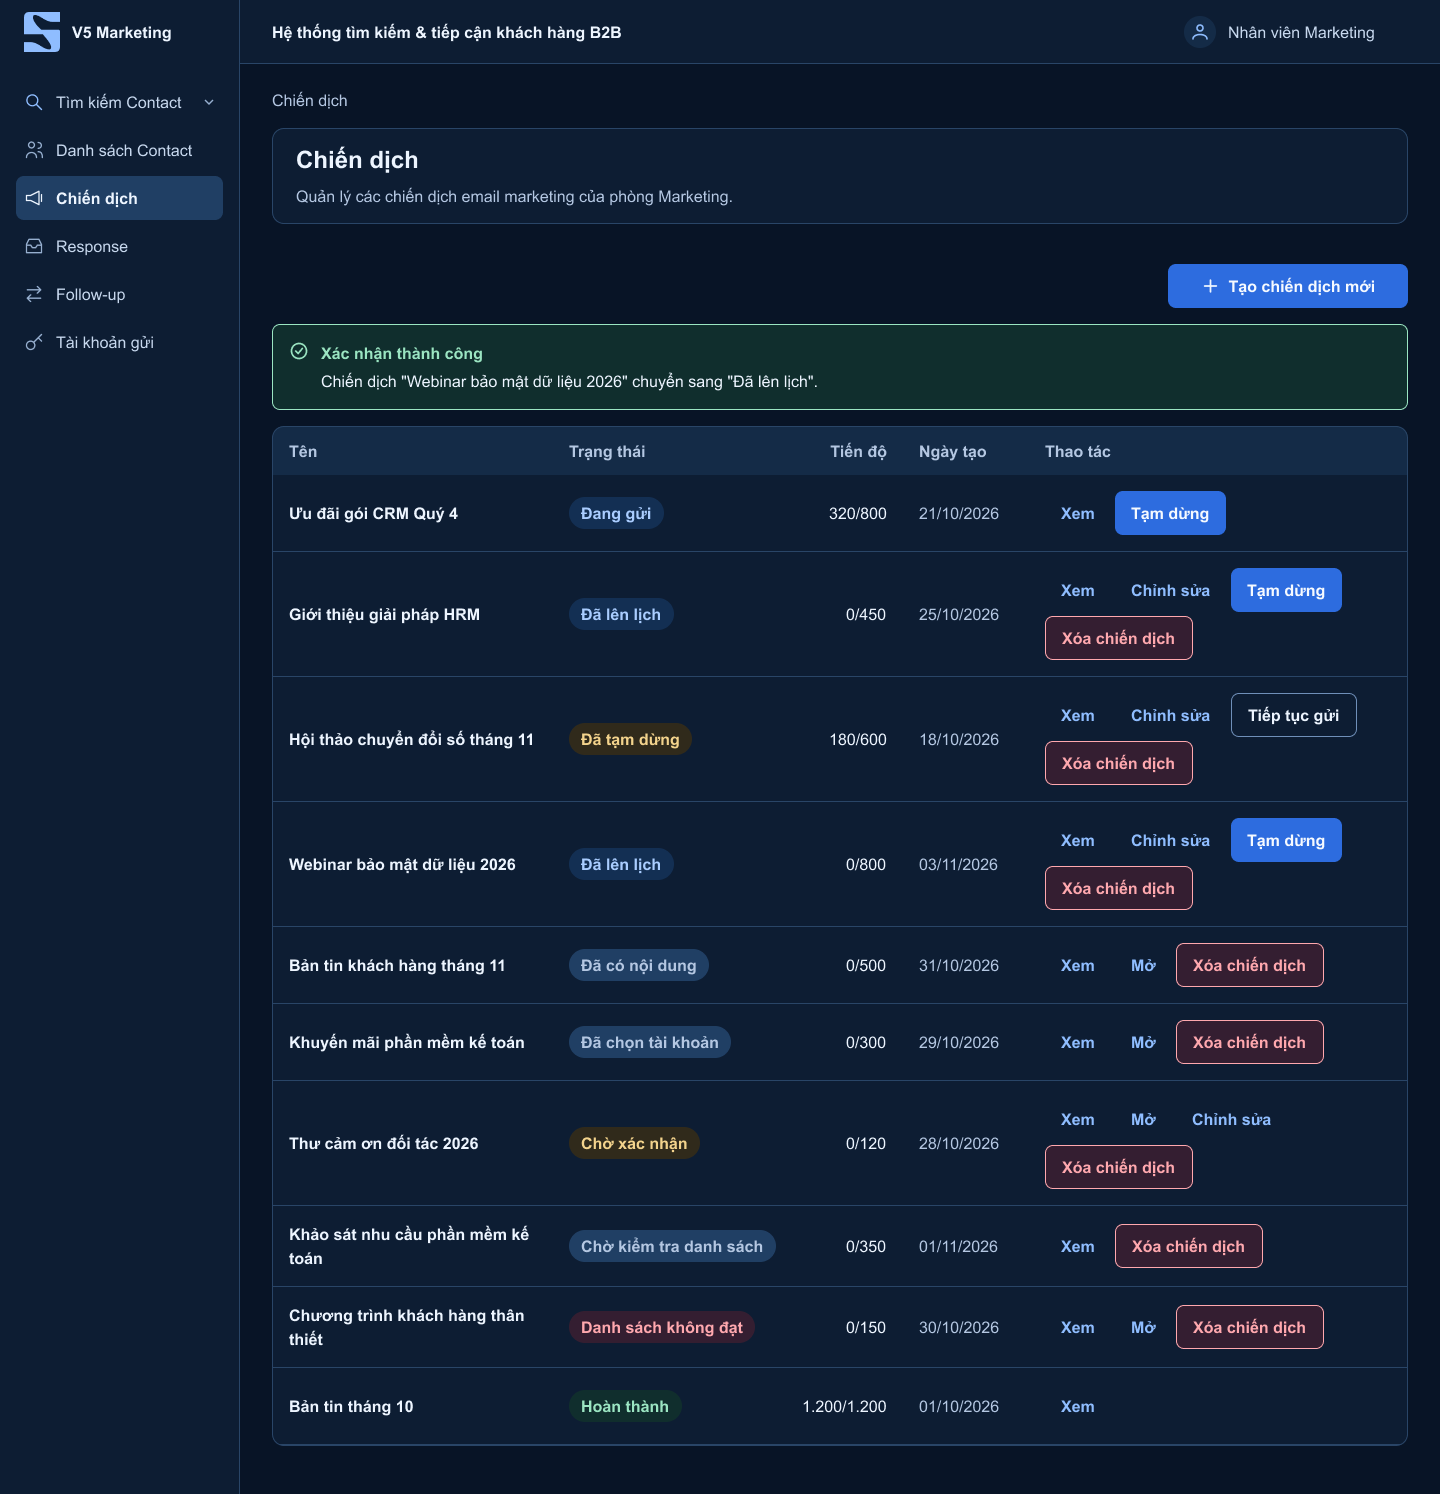 V5 Marketing
Hệ thống tìm kiếm & tiếp cận khách hàng B2B
Nhân viên Marketing
Tìm kiếm Contact
Danh sách Contact
Chiến dịch
Response
Follow-up
Tài khoản gửi
Chiến dịch
Chiến dịch
Quản lý các chiến dịch email marketing của phòng Marketing.
Tạo chiến dịch mới
Xác nhận thành công
Chiến dịch "Webinar bảo mật dữ liệu 2026" chuyển sang "Đã lên lịch".
Tên Trạng thái Tiến độ Ngày tạo Thao tác
Ưu đãi gói CRM Quý 4 Đang gửi 320/800 21/10/2026 Xem Tạm dừng
Giới thiệu giải pháp HRM Đã lên lịch 0/450 25/10/2026 Xem Chỉnh sửa Tạm dừng
Xóa chiến dịch
Hội thảo chuyển đổi số tháng 11 Đã tạm dừng 180/600 18/10/2026 Xem Chỉnh sửa Tiếp tục gửi
Xóa chiến dịch
Webinar bảo mật dữ liệu 2026 Đã lên lịch 0/800 03/11/2026 Xem Chỉnh sửa Tạm dừng
Xóa chiến dịch
Bản tin khách hàng tháng 11 Đã có nội dung 0/500 31/10/2026 Xem Mở Xóa chiến dịch
Khuyến mãi phần mềm kế toán Đã chọn tài khoản 0/300 29/10/2026 Xem Mở Xóa chiến dịch
Thư cảm ơn đối tác 2026 Chờ xác nhận 0/120 28/10/2026 Xem Mở Chỉnh sửa
Xóa chiến dịch
Khảo sát nhu cầu phần mềm kế
toán Chờ kiểm tra danh sách 0/350 01/11/2026 Xem Xóa chiến dịch
Chương trình khách hàng thân
thiết Danh sách không đạt 0/150 30/10/2026 Xem Mở Xóa chiến dịch
Bản tin tháng 10 Hoàn thành 1.200/1.200 01/10/2026 Xem